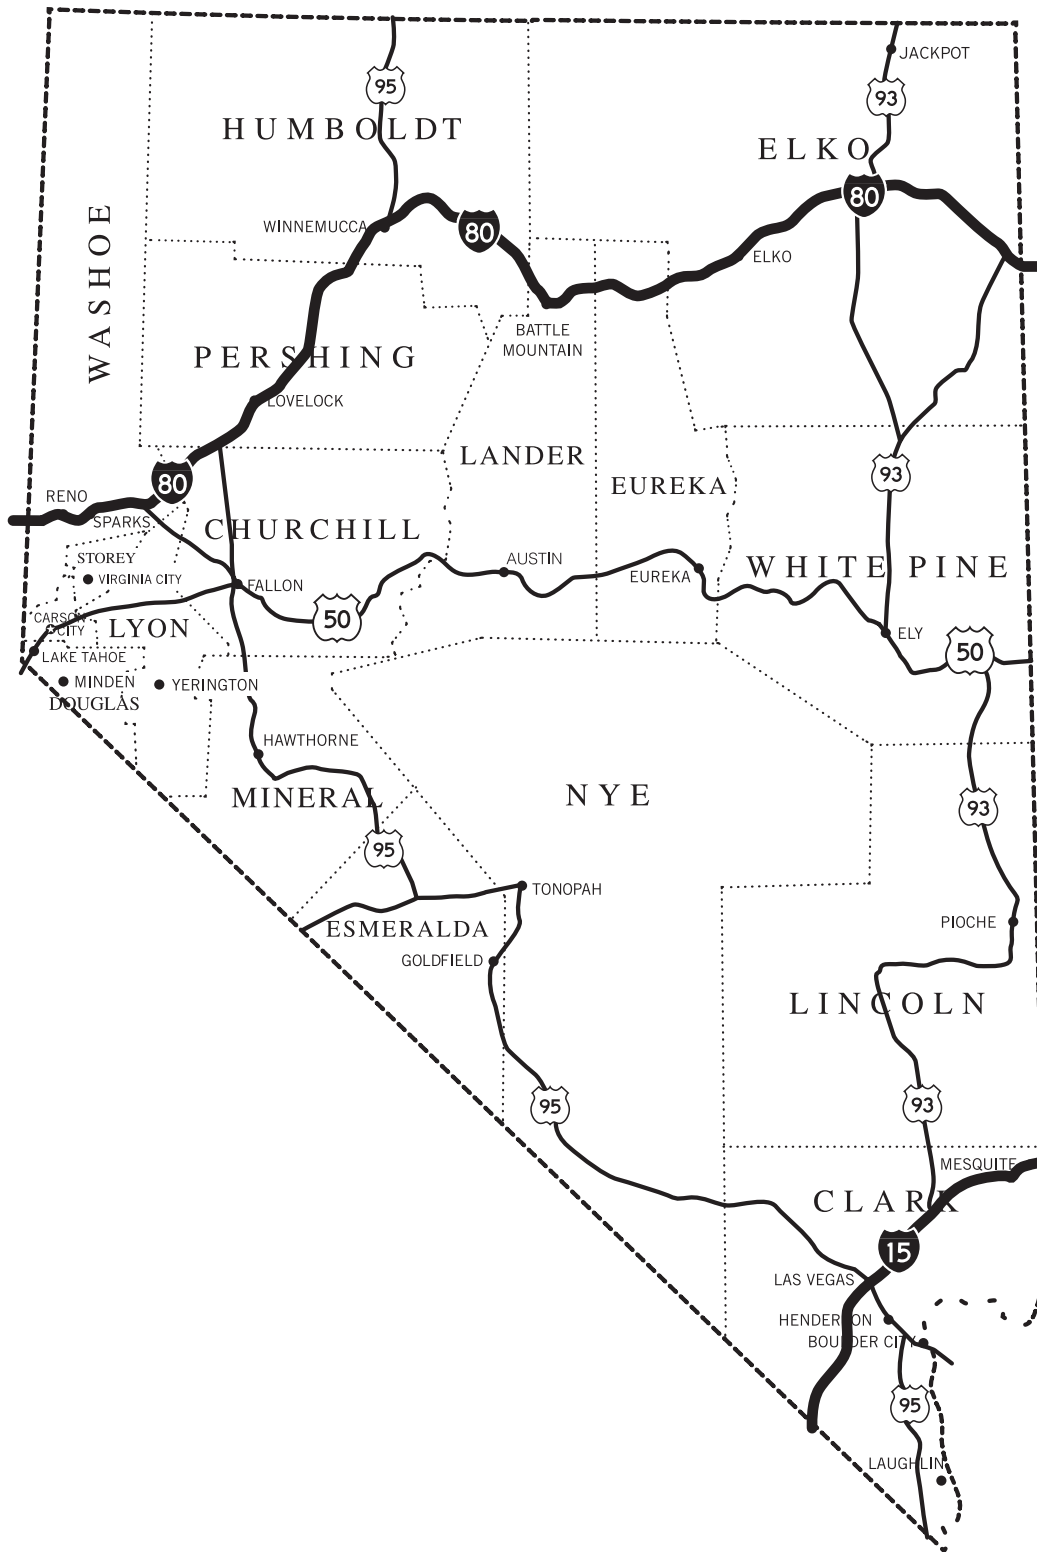 JACKPOT
95
93
HUMBOLDT
ELKO
80
WASHOE
WINNEMUCCA
80
ELKO
BATTLE
MOUNTAIN
PERSHING
LOVELOCK
LANDER
93
80
EUREKA
RENO
SPARKS
CHURCHILL
STOREY
AUSTIN
WHITE PINE
VIRGINIA CITY
EUREKA
FALLON
50
CARSON
CITY
LYON
ELY
50
LAKE TAHOE
MINDEN
YERINGTON
DOUGLAS
HAWTHORNE
MINERAL
NYE
93
95
TONOPAH
PIOCHE
ESMERALDA
GOLDFIELD
LINCOLN
95
93
MESQUITE
CLARK
15
LAS VEGAS
HENDERSON
BOULDER CITY
95
LAUGHLIN